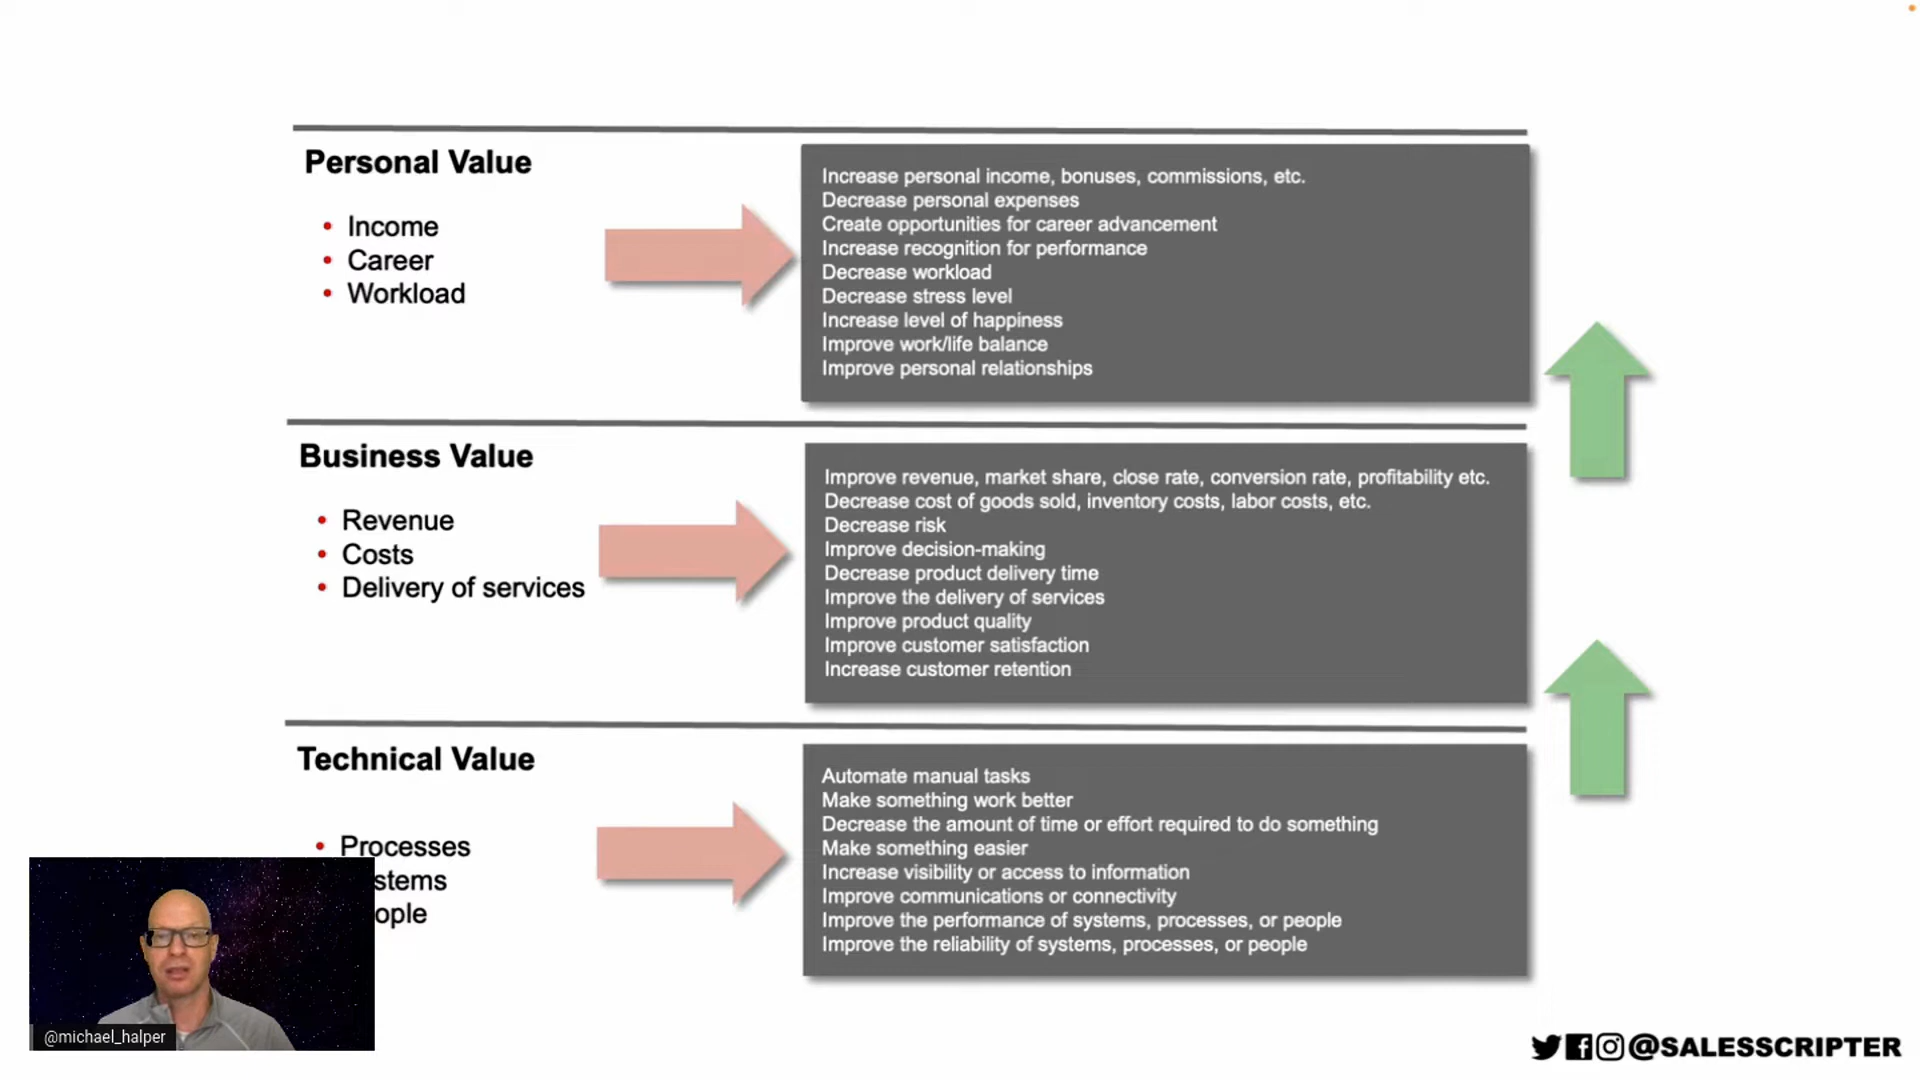 Personal Value
• Income
• Career
• Workload
Increase personal income, bonuses, commissions, etc.
Decrease personal expenses
Create opportunities for career advancement
Increase recognition for performance
Decrease workload
Decrease stress level
Increase level of happiness
Improve work/life balance
Improve personal relationships
Business Value
• Revenue
• Costs
• Delivery of services
Improve revenue, market share, close rate, conversion rate, profitability etc.
Decrease cost of goods sold, inventory costs, labor costs, etc.
Decrease risk
Improve decision-making
Decrease product delivery time
Improve the delivery of services
Improve product quality
Improve customer satisfaction
Increase customer retention
Technical Value
• Processes
stems
ople
Automate manual tasks
Make something work better
Decrease the amount of time or effort required to do something
Make something easier
Increase visibility or access to information
Improve communications or connectivity
Improve the performance of systems, processes, or people
Improve the reliability of systems, processes, or people
@michael_halper
@SALESSCRIPTER